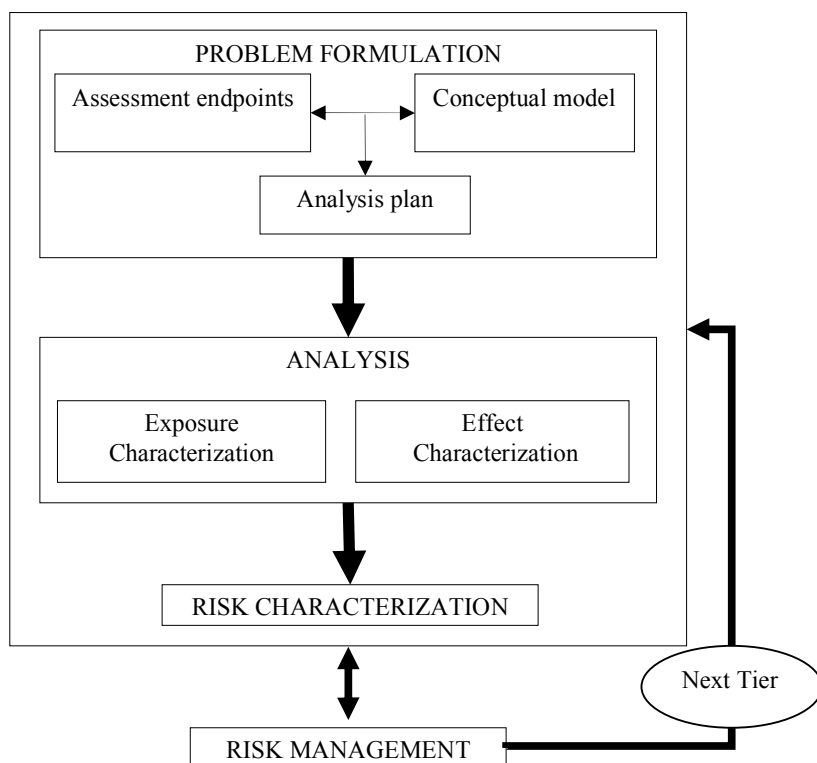 PROBLEM FORMULATION
Assessment endpoints
Conceptual model
Analysis plan
ANALYSIS
Exposure
Characterization
Effect
Characterization
RISK CHARACTERIZATION
Next Tier
RISK MANAGEMENT